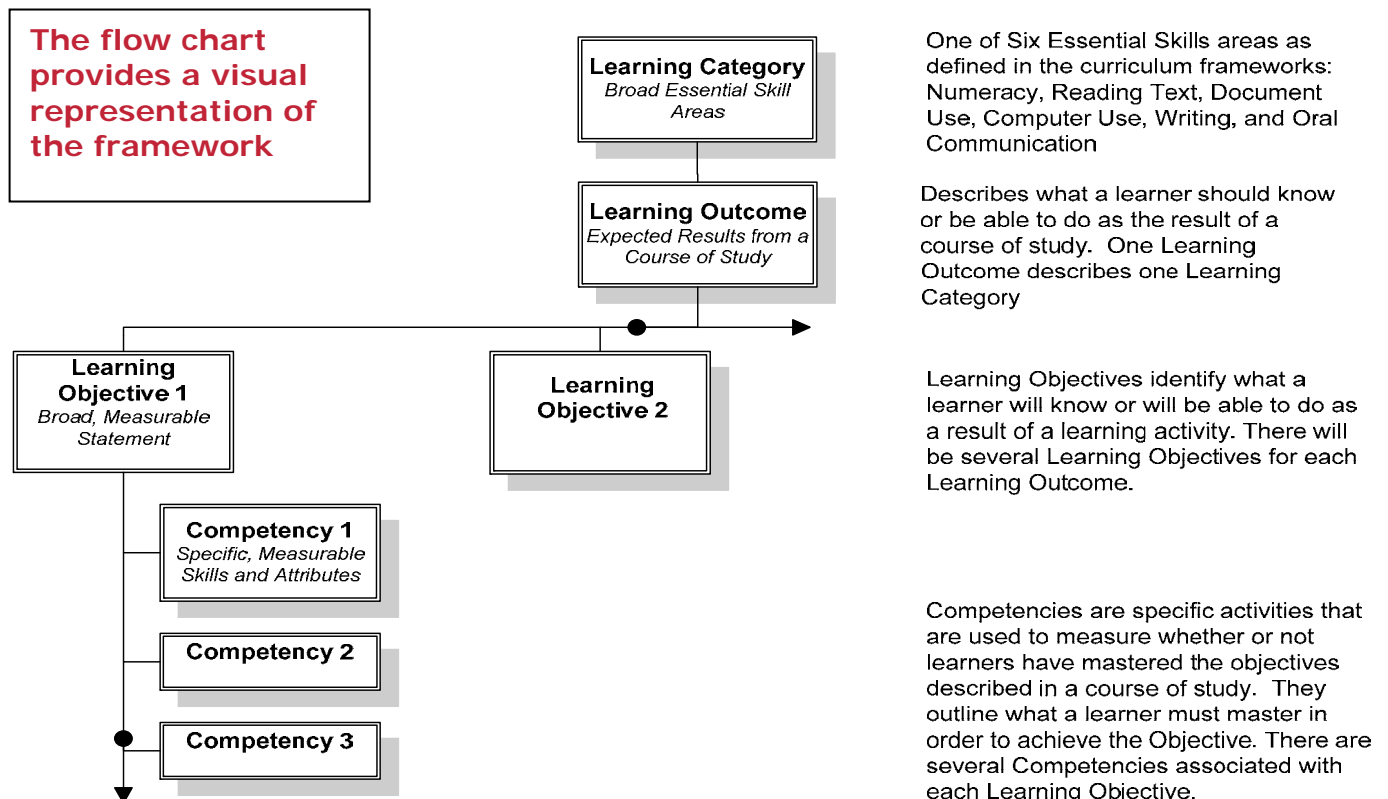 The flow chart
provides a visual
representation of
the framework
Learning Category
Broad Essential Skill
Areas
One of Six Essential Skills areas as
defined in the curriculum frameworks:
Numeracy, Reading Text, Document
Use, Computer Use, Writing, and Oral
Communication
Learning Outcome
Expected Results from a
Course of Study
Describes what a learner should know
or be able to do as the result of a
course of study.  One Learning
Outcome describes one Learning
Category
Learning
Objective 1
Broad, Measurable
Statement
Learning
Objective 2
Learning Objectives identify what a
learner will know or will be able to do as
a result of a learning activity. There will
be several Learning Objectives for each
Learning Outcome.
Competency 1
Specific, Measurable
Skills and Attributes
Competency 2
Competency 3
Competencies are specific activities that
are used to measure whether or not
learners have mastered the objectives
described in a course of study.  They
outline what a learner must master in
order to achieve the Objective. There are
several Competencies associated with
each Learning Objective.